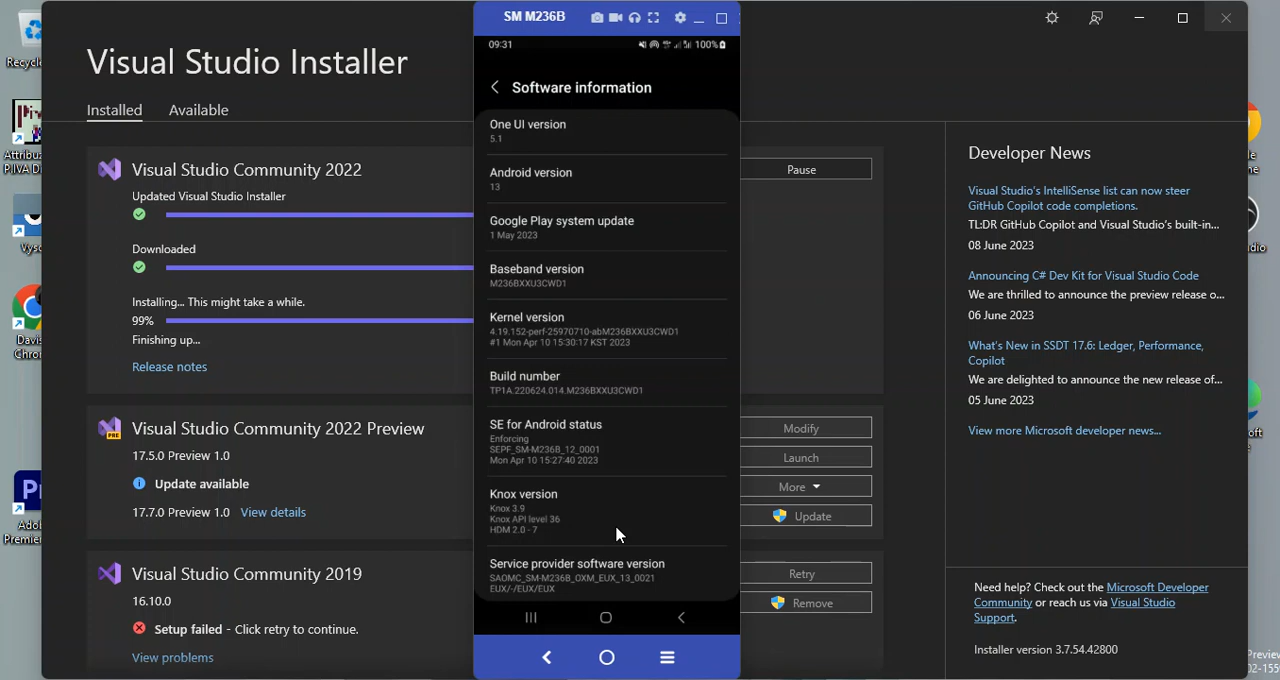 Recycle
Attribuz
PIIVA D
Vyso
Davis
Chron
Adob
Premiere
Visual Studio Installer
Installed
Available
Visual Studio Community 2022
Updated Visual Studio Installer
Downloaded
Installing... This might take a while.
99%
Finishing up...
Release notes
Pause
Visual Studio Community 2022 Preview
17.5.0 Preview 1.0
Update available
17.7.0 Preview 1.0 View details
Modify
Launch
More
Update
Visual Studio Community 2019
16.10.0
Setup failed - Click retry to continue.
View problems
Retry
Remove
SM M236B
09:31
100%
Software information
One UI version
5.1
Android version
13
Google Play system update
1 May 2023
Baseband version
M236BXXU3CWD1
Kernel version
4.19.152-perf-25970710-abM236BXXU3CWD1
#1 Mon Apr 10 15:30:17 KST 2023
Build number
TP1A.220624.014.M236BXXU3CWD1
SE for Android status
Enforcing
SEPF_SM-M236B_12_0001
Mon Apr 10 15:27:40 2023
Knox version
Knox 3.9
Knox API level 36
HDM 2.0 - 7
Service provider software version
SAOMC_SM-M236B_OXM_EUX_13_0021
EUX/-/EUX/EUX
Developer News
Visual Studio's IntelliSense list can now steer
GitHub Copilot code completions.
TL:DR GitHub Copilot and Visual Studio's built-in...
08 June 2023
Announcing C# Dev Kit for Visual Studio Code
We are thrilled to announce the preview release o...
06 June 2023
What's New in SSDT 17.6: Ledger, Performance,
Copilot
We are delighted to announce the new release of...
05 June 2023
View more Microsoft developer news...
Need help? Check out the Microsoft Developer
Community or reach us via Visual Studio
Support.
Installer version 3.7.54.42800